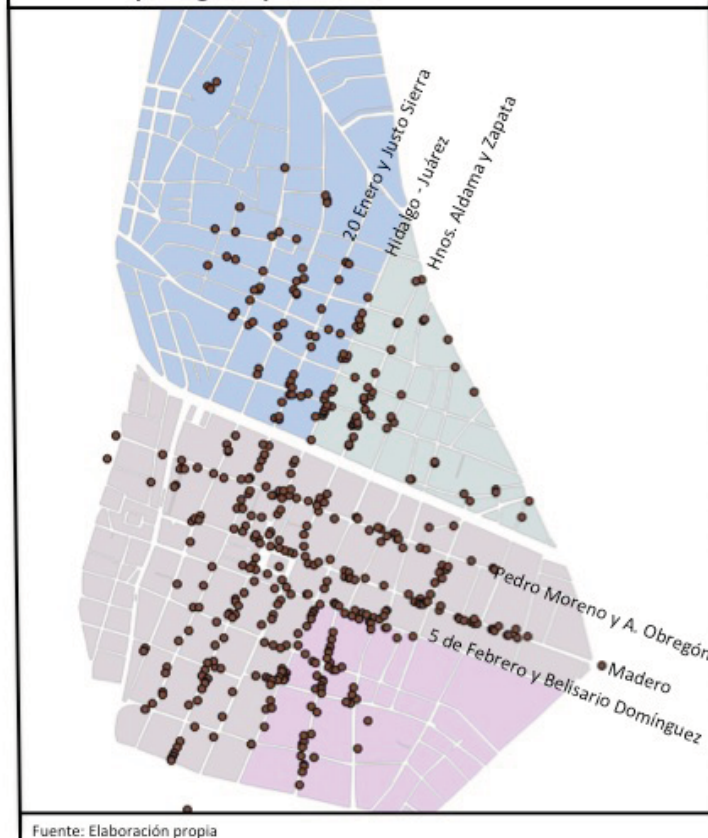 20 Enero y Justo Sierra
Hidalgo - Juárez
Hnos. Aldama y Zapata
Pedro Moreno y A. Obregón
5 de Febrero y Belisario Domínguez
Madero
Fuente: Elaboración propia